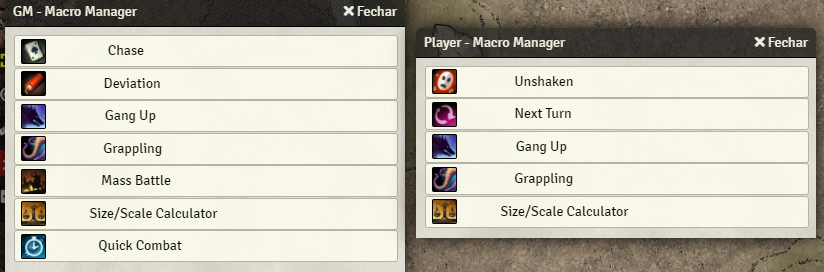 GM - Macro Manager
Fechar
Chase
Deviation
Gang Up
Grappling
Mass Battle
Size/Scale Calculator
Quick Combat
Player - Macro Manager
Fechar
Unshaken
Next Turn
Gang Up
Grappling
Size/Scale Calculator